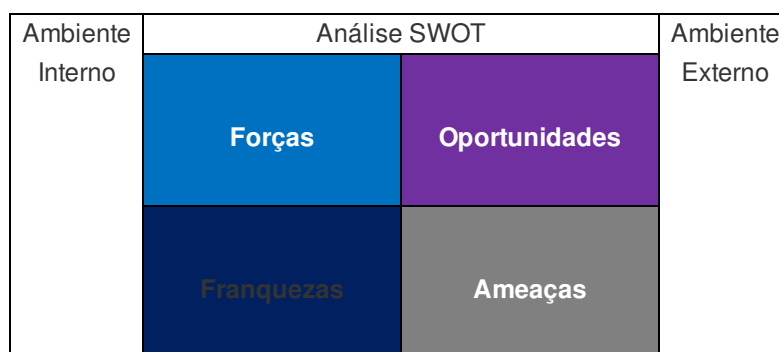 Ambiente
Interno
Análise SWOT
Ambiente
Externo
Forças
Oportunidades
Franquezas
Ameaças